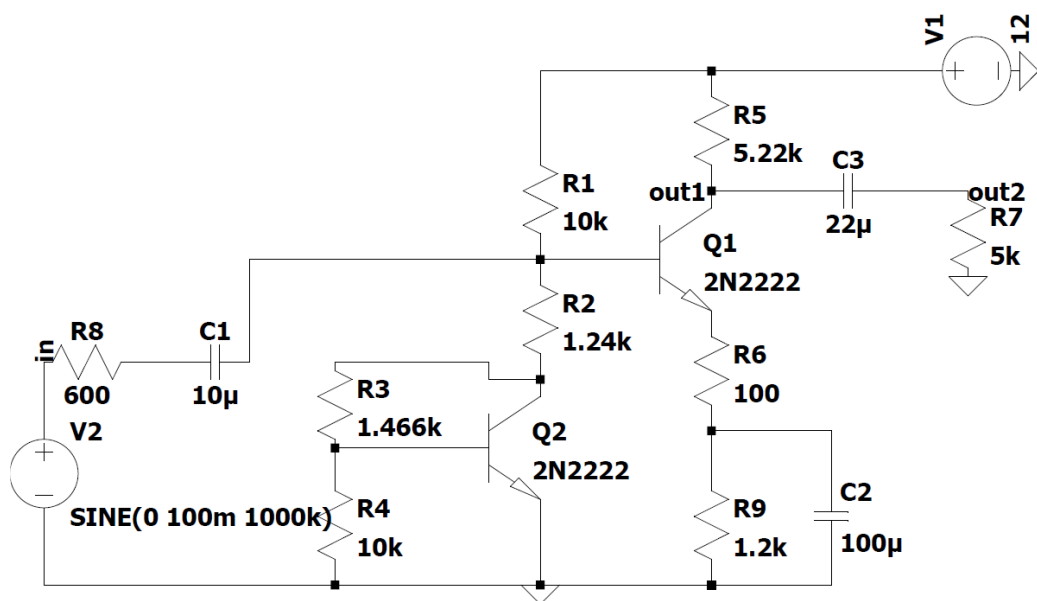 V1
12
R5
5.22k
C3
out1
out2
22µ
R7
5k
R1
10k
Q1
2N2222
R2
1.24k
in
R8
600
C1
10µ
R6
100
R3
1.466k
V2
Q2
2N2222
SINE(0 100m 1000k)
R4
10k
R9
1.2k
C2
100µ